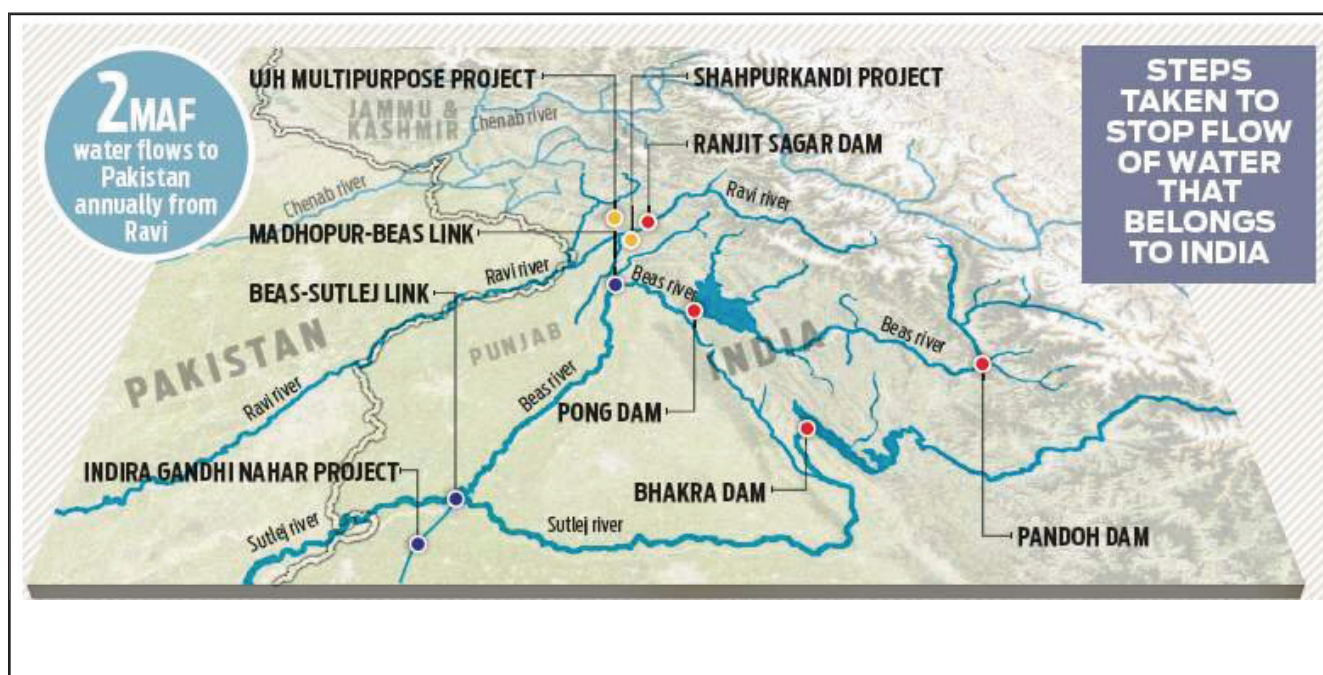 2MAF
water flows to
Pakistan
annually from
Ravi
UJH MULTIPURPOSE PROJECT
SHAHPURKANDI PROJECT
STEPS
TAKEN TO
STOP FLOW
OF WATER
THAT
BELONGS
TO INDIA
JAMMU &
KASHMIR
Chenab river
RANJIT SAGAR DAM
Chenab river
Ravi river
MADHOPUR-BEAS LINK
Ravi river
BEAS-SUTLEJ LINK
Beas river
PAKISTAN
PUNJAB
INDIA
Beas river
Ravi river
Beas river
PONG DAM
INDIRA GANDHI NAHAR PROJECT
BHAKRA DAM
Sutlej river
Sutlej river
PANDOH DAM